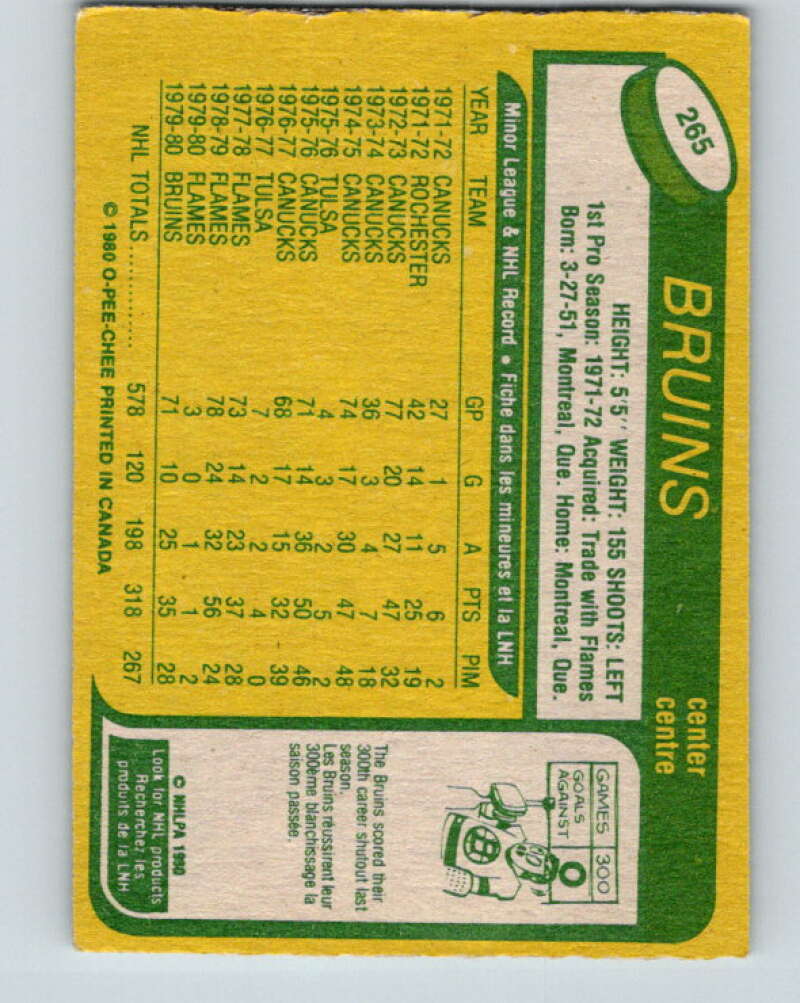 265
BRUINS
center
centre
HEIGHT: 5'5'' WEIGHT: 155 SHOOTS: LEFT
1st Pro Season: 1971-72 Acquired: Trade with Flames
Born: 3-27-51, Montreal, Que. Home: Montreal, Que.
Minor League & NHL Record • Fiche dans les mineures et la LNH
YEAR TEAM GP G A PTS PIM
1971-72 CANUCKS 27 1 5 6 2
1971-72 ROCHESTER 42 14 11 25 19
1972-73 CANUCKS 77 20 27 47 32
1973-74 CANUCKS 36 3 4 7 18
1974-75 CANUCKS 74 17 30 47 48
1975-76 TULSA 4 3 2 5 2
1975-76 CANUCKS 71 14 36 50 46
1976-77 CANUCKS 68 17 15 32 39
1976-77 TULSA 7 2 2 4 0
1977-78 FLAMES 73 14 23 37 28
1978-79 FLAMES 78 24 32 56 24
1979-80 FLAMES 3 0 1 1 2
1979-80 BRUINS 71 10 25 35 28
NHL TOTALS ............ 578 120 198 318 267
© 1980 O-PEE-CHEE PRINTED IN CANADA
GAMES 300
GOALS
AGAINST 0
B
The Bruins scored their
300th career shutout last
season.
Les Bruins réussirent leur
300ème blanchissage la
saison passée.
© NHLPA 1980
Look for NHL products
Recherchez les
produits de la LNH